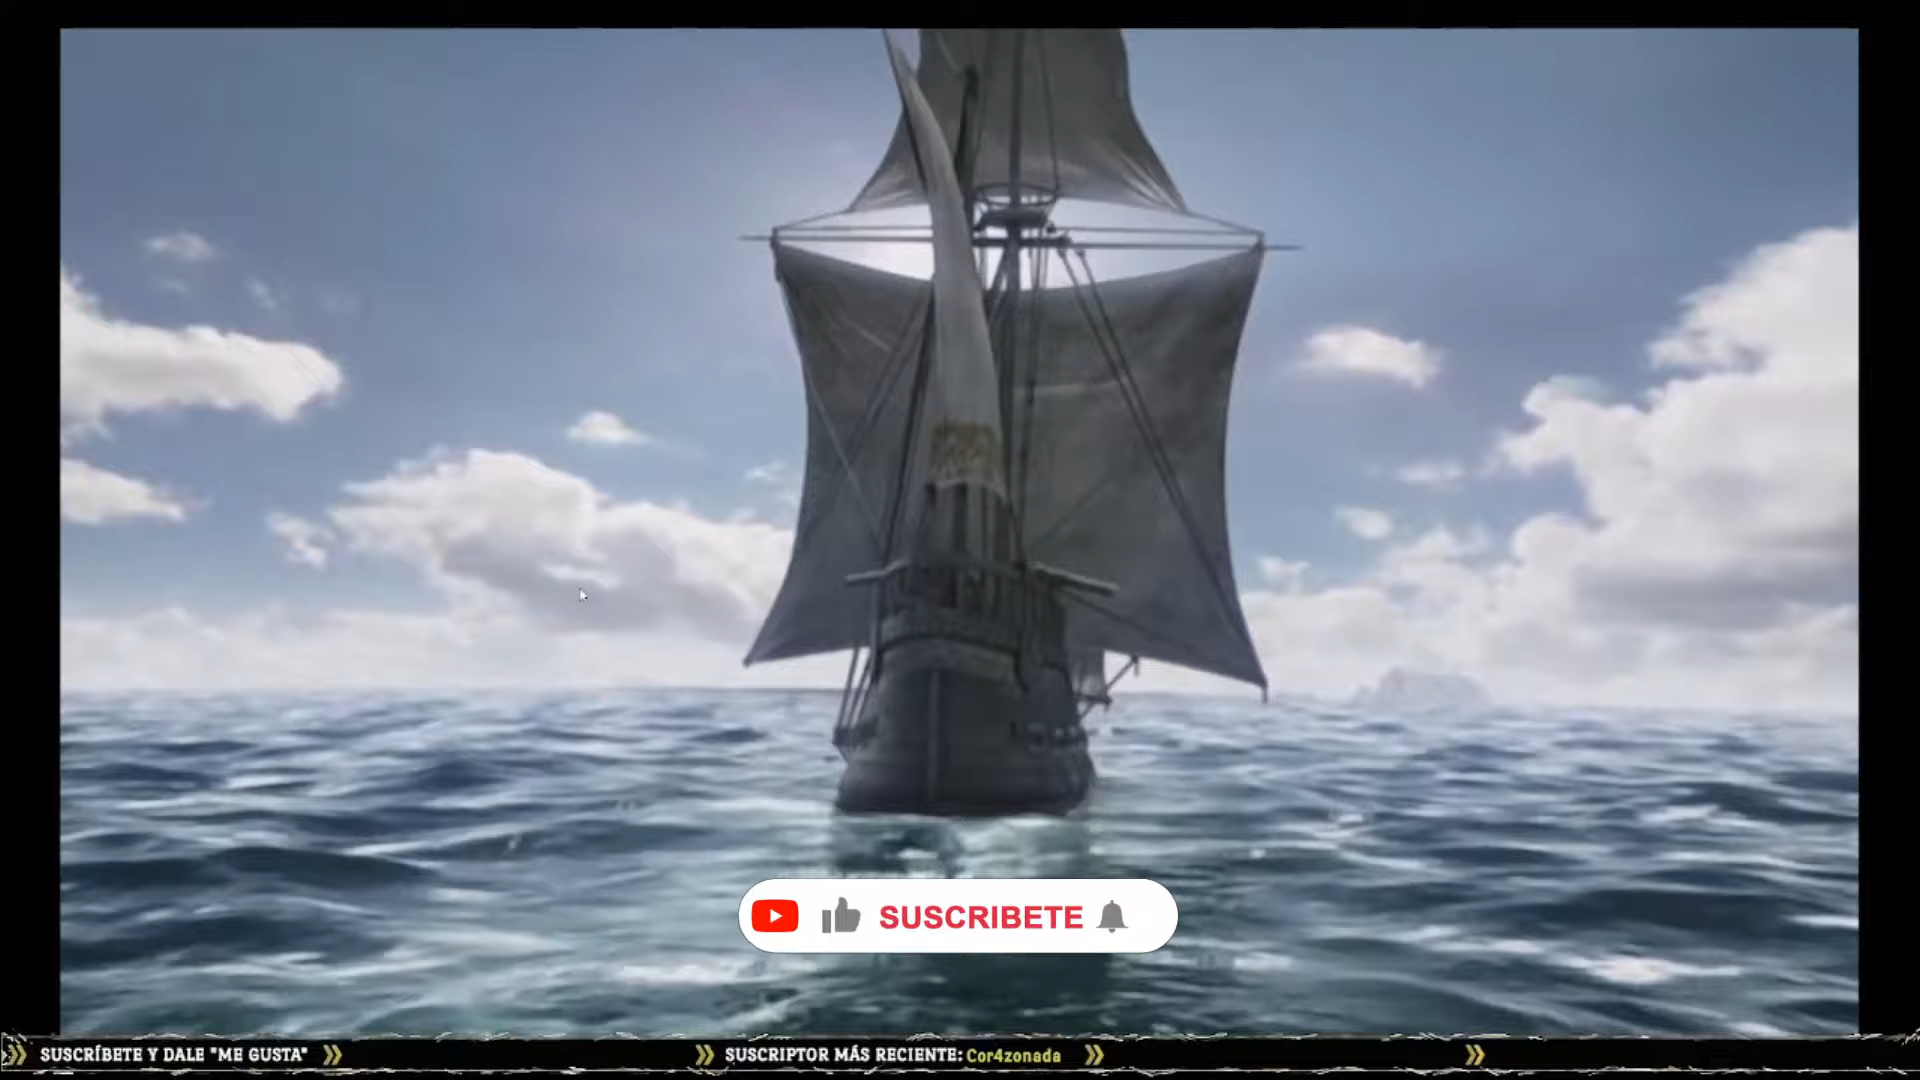 SUSCRIBETE
SUSCRÍBETE Y DALE "ME GUSTA"
SUSCRIPTOR MÁS RECIENTE: Cor4zonada